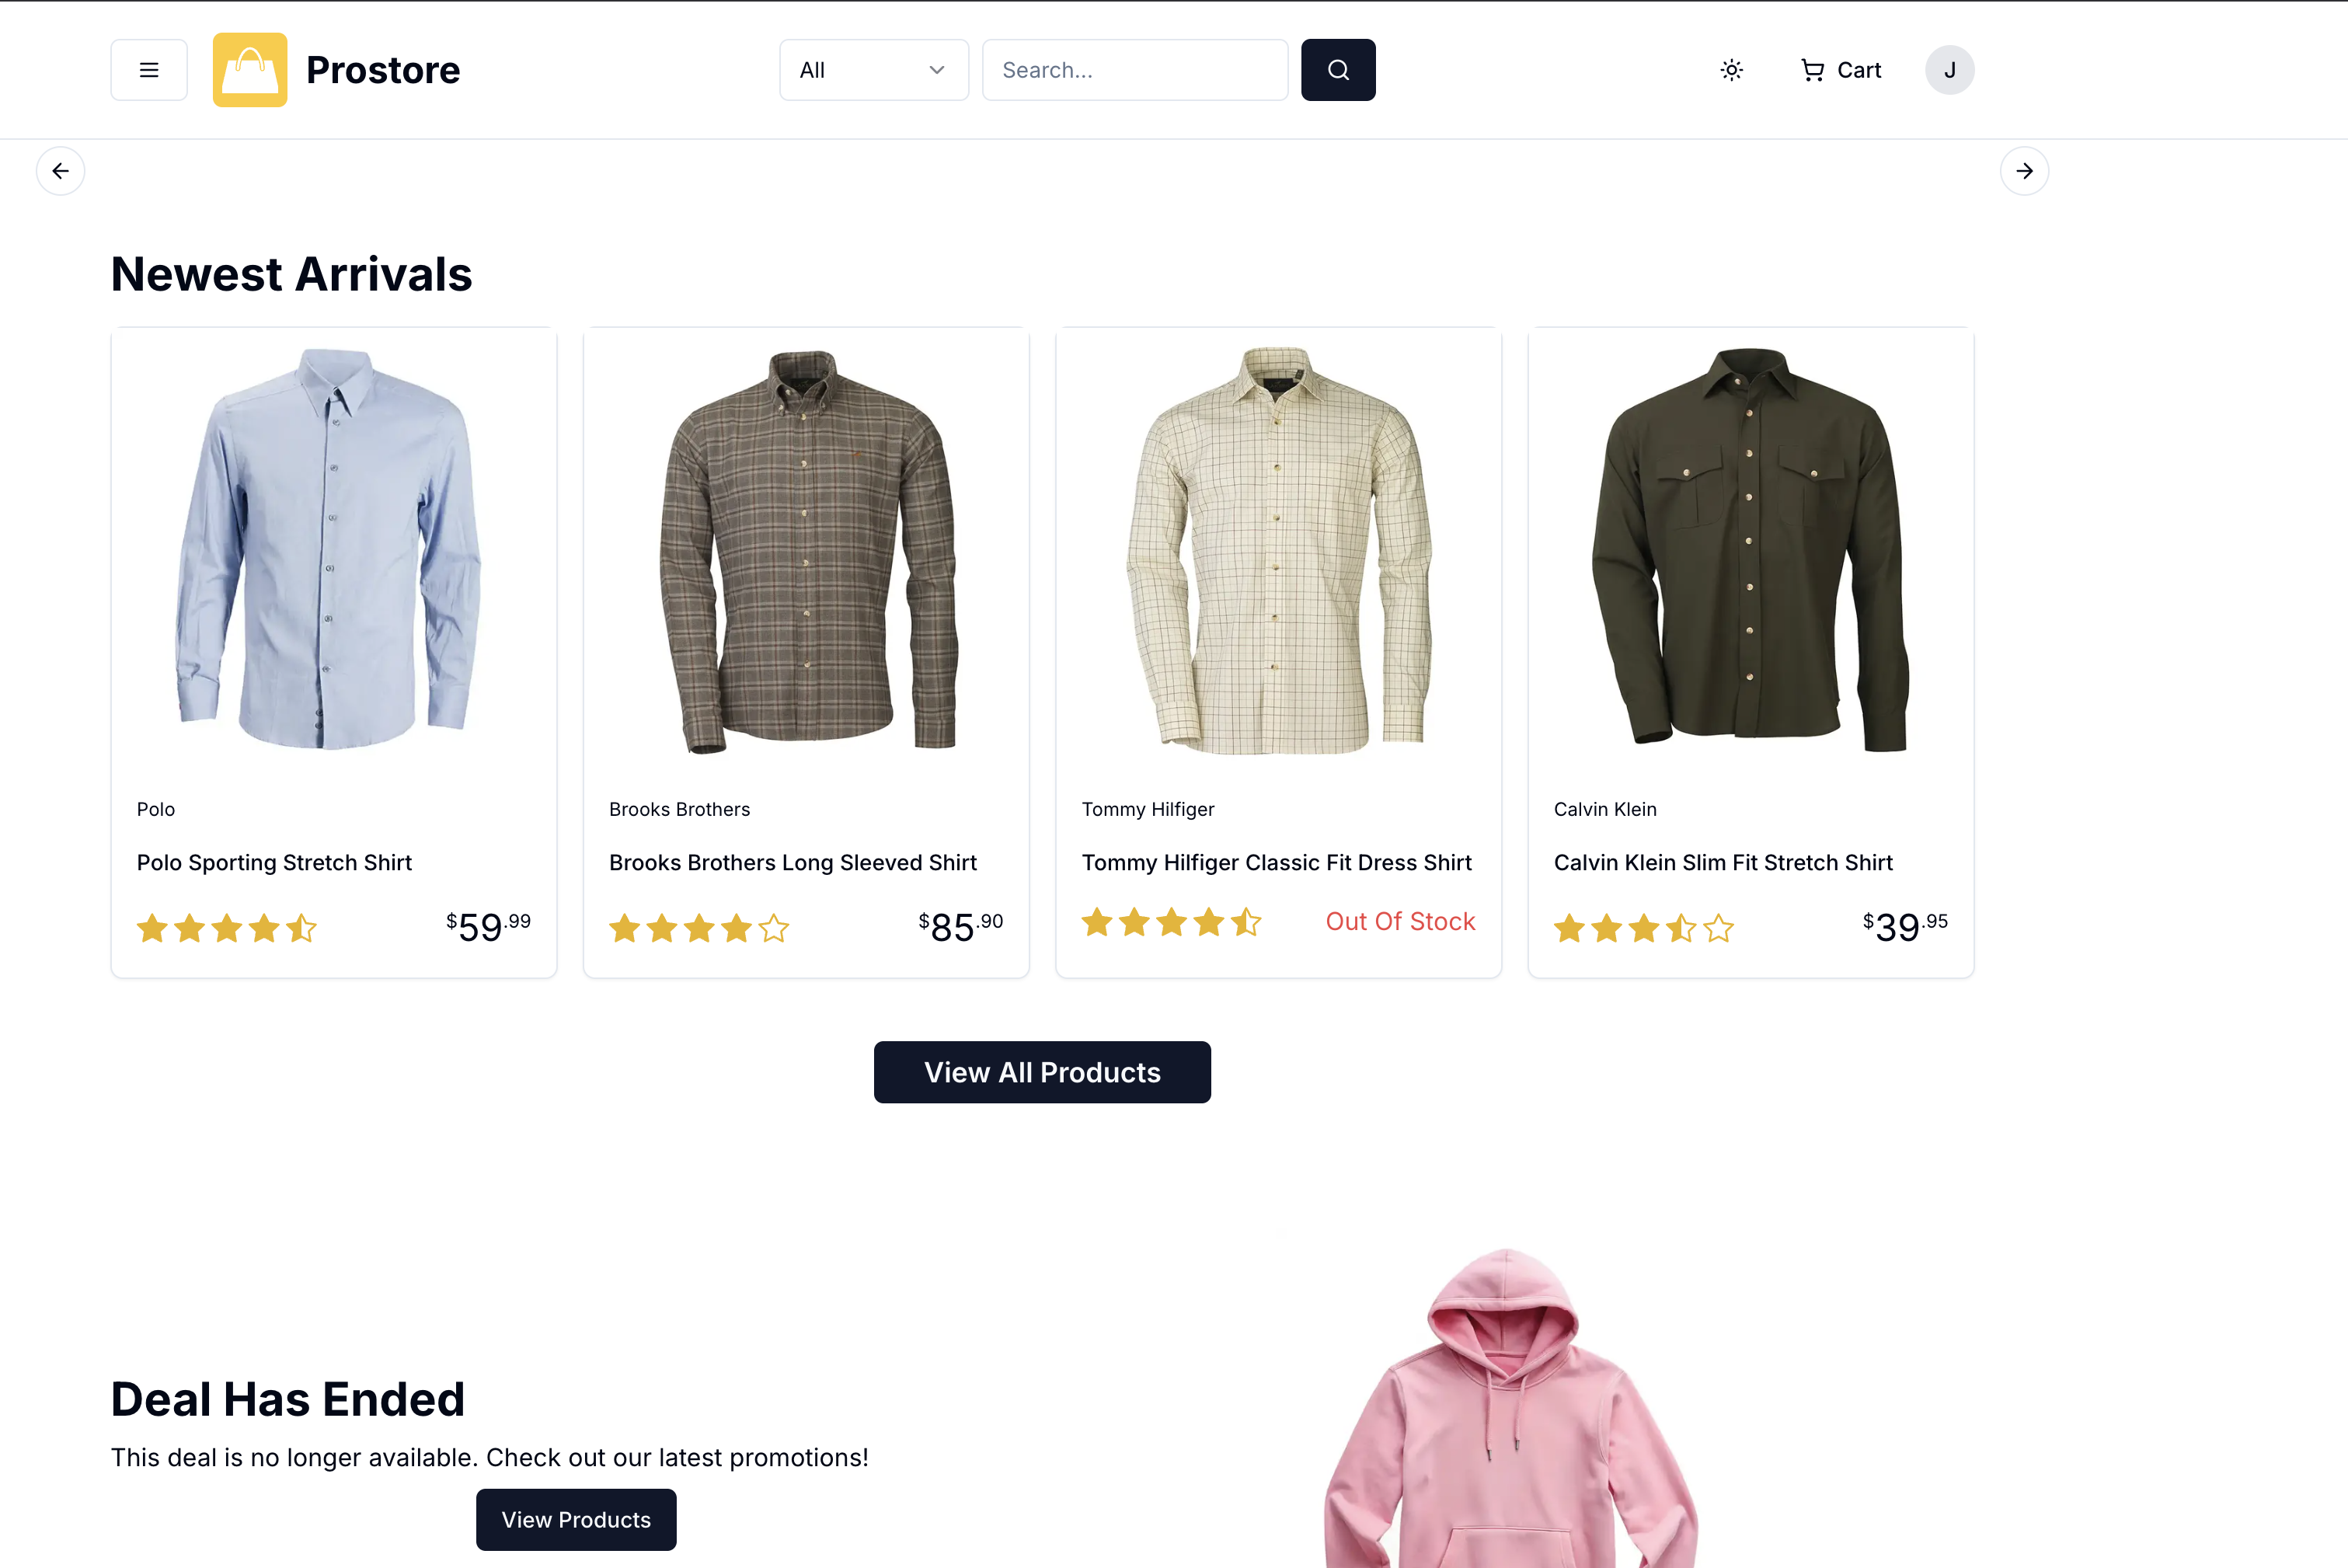 Prostore
All
Search...
Cart
J
Newest Arrivals
Polo
Polo Sporting Stretch Shirt
$59.99
Brooks Brothers
Brooks Brothers Long Sleeved Shirt
$85.90
Tommy Hilfiger
Tommy Hilfiger Classic Fit Dress Shirt
Out Of Stock
Calvin Klein
Calvin Klein Slim Fit Stretch Shirt
$39.95
View All Products
Deal Has Ended
This deal is no longer available. Check out our latest promotions!
View Products